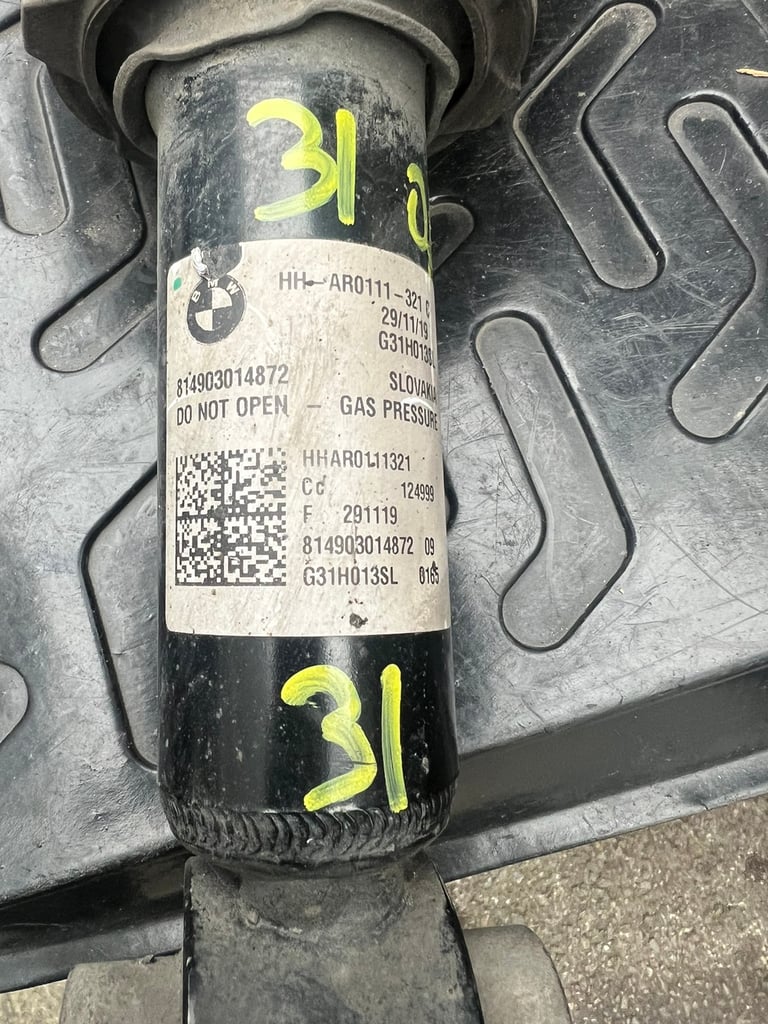 31
BMW
HH-AR0111-321 C
29/11/19
G31H013SL
814903014872 SLOVAKIA
DO NOT OPEN - GAS PRESSURE
HHAR0111321
Cc 124999
F 291119
814903014872 09
G31H013SL 0165
31